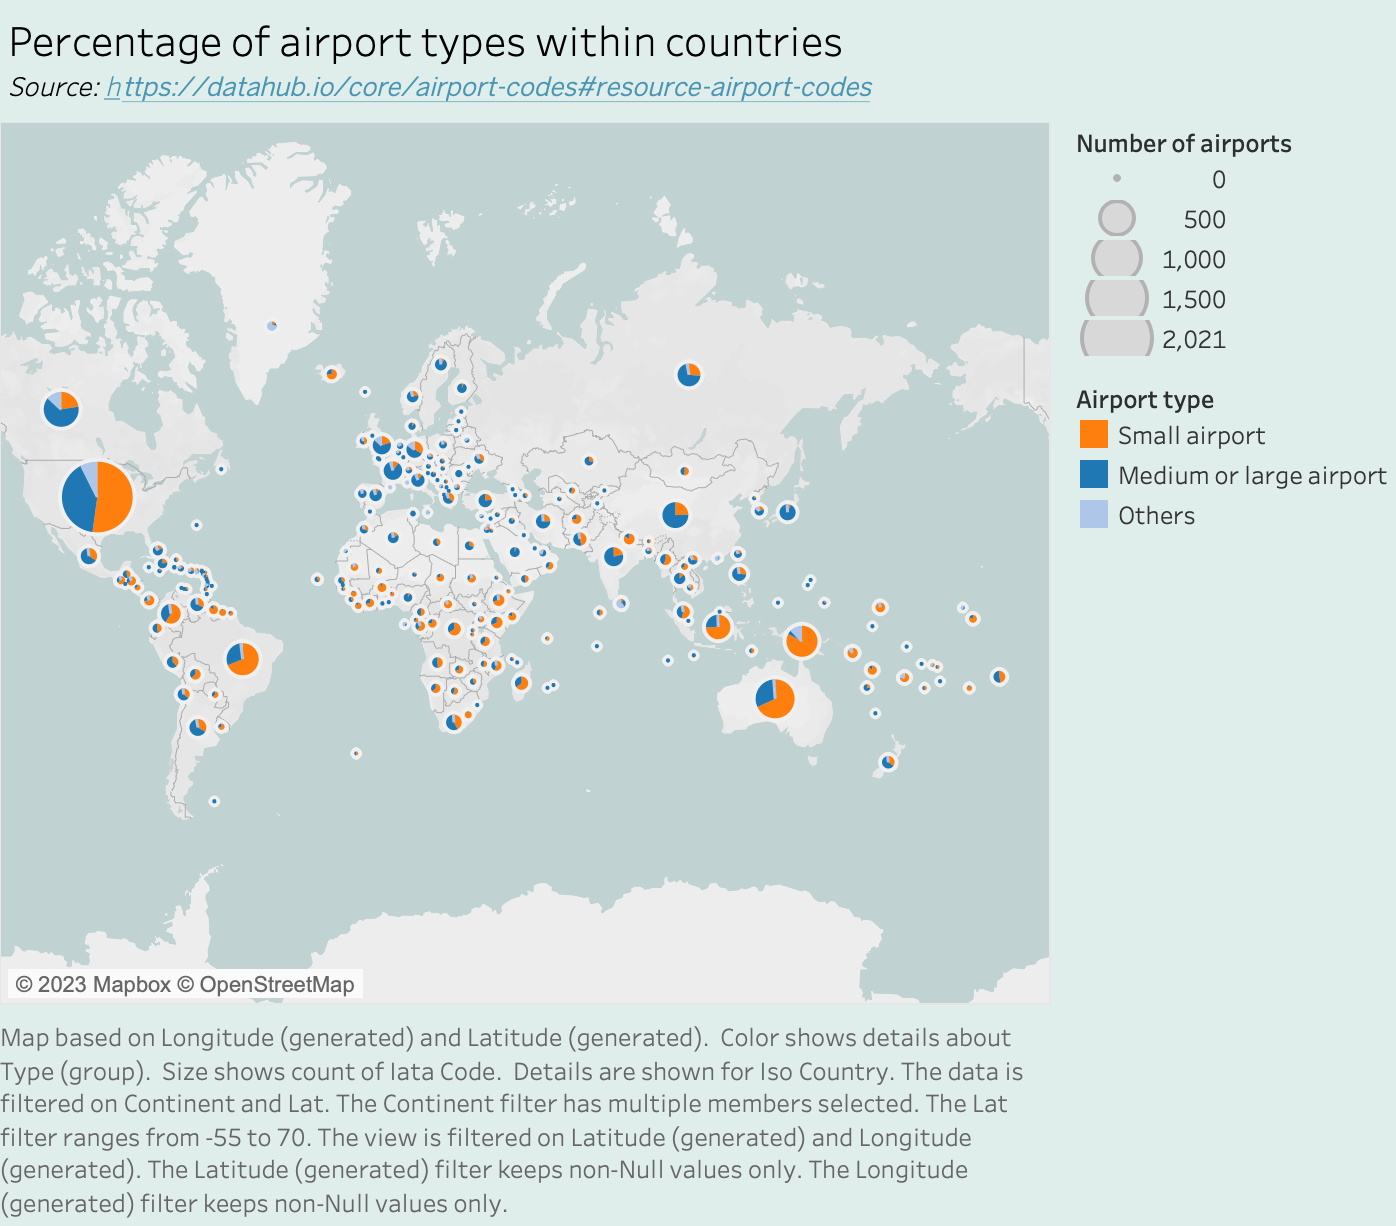 Percentage of airport types within countries
Source: https://datahub.io/core/airport-codes#resource-airport-codes
Number of airports
0
500
1,000
1,500
2,021
Airport type
Small airport
Medium or large airport
Others
© 2023 Mapbox © OpenStreetMap
Map based on Longitude (generated) and Latitude (generated).  Color shows details about
Type (group).  Size shows count of Iata Code.  Details are shown for Iso Country. The data is
filtered on Continent and Lat. The Continent filter has multiple members selected. The Lat
filter ranges from -55 to 70. The view is filtered on Latitude (generated) and Longitude
(generated). The Latitude (generated) filter keeps non-Null values only. The Longitude
(generated) filter keeps non-Null values only.